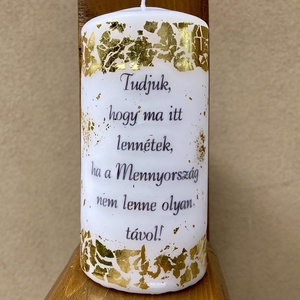 Tudjuk,
hogy ma itt
lennétek,
ha a Mennyország
nem lenne olyan
távol!